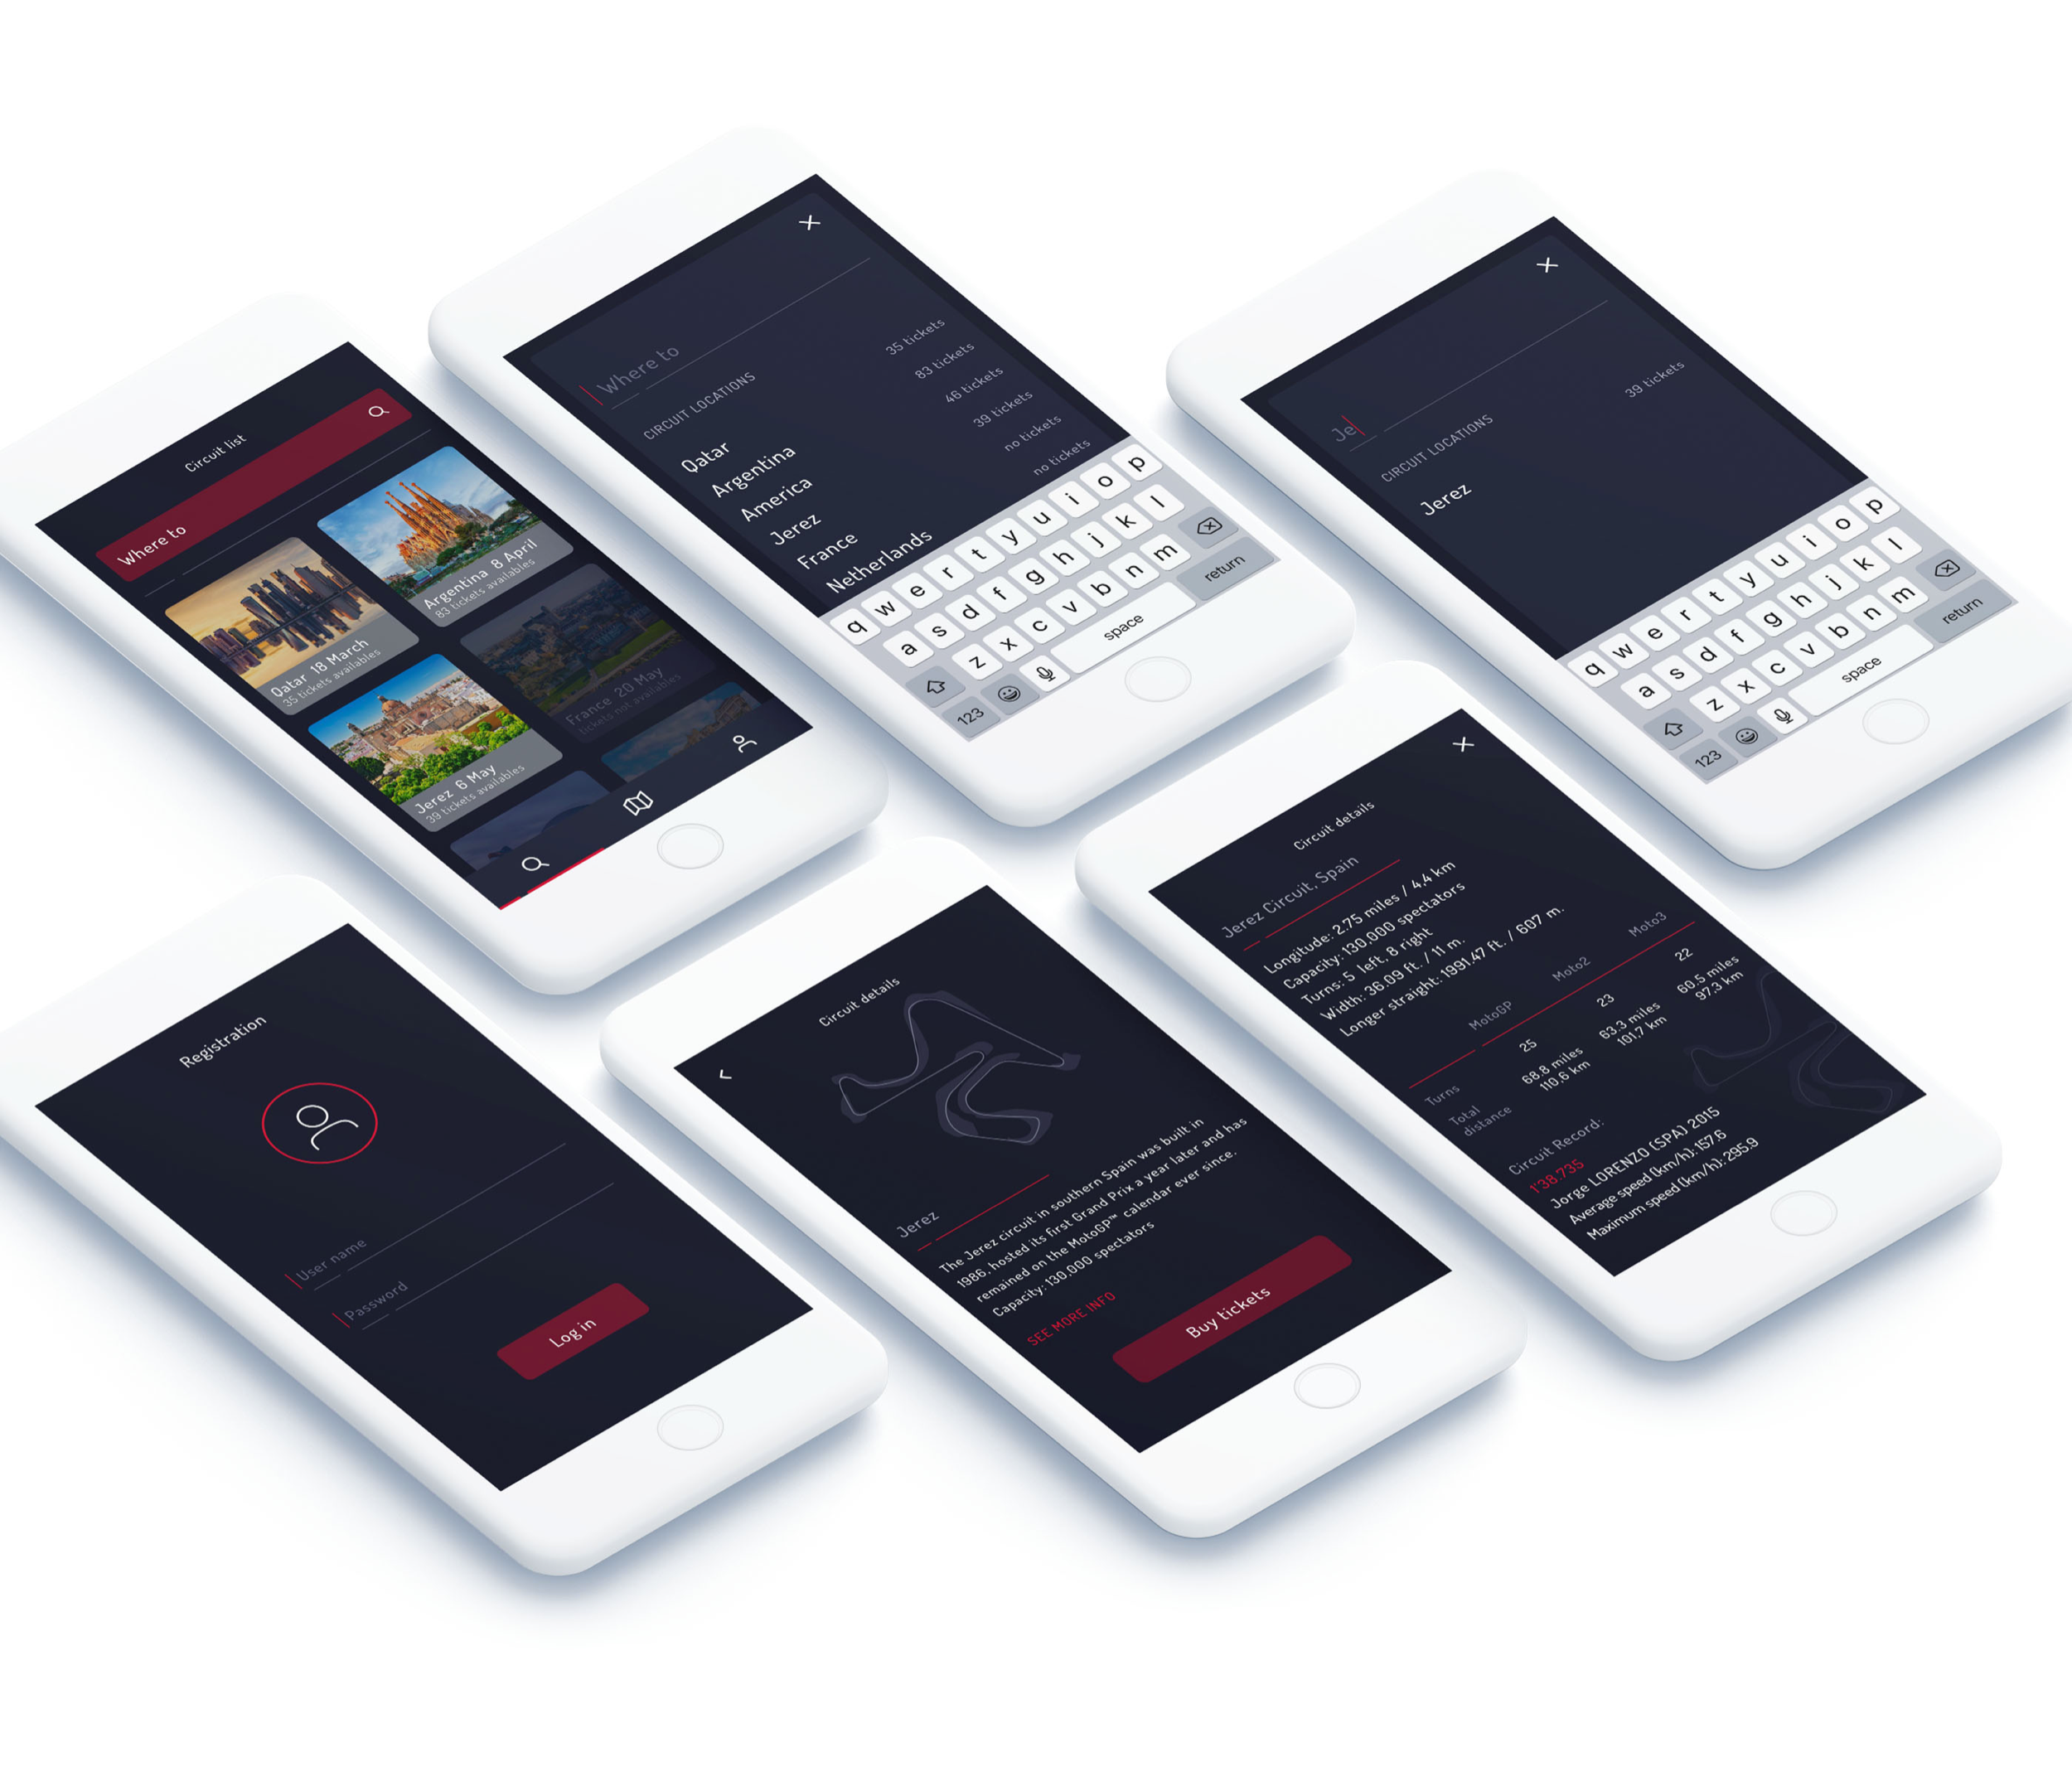 Circuit list
Where to
Qatar 18 March
35 tickets availables
Argentina 8 April
83 tickets availables
Jerez 6 May
39 tickets availables
France 20 May
tickets not availables
Where to
CIRCUIT LOCATIONS
Qatar 35 tickets
Argentina 83 tickets
America 46 tickets
Jerez 39 tickets
France no tickets
Netherlands no tickets
q w e r t y u i o p
a s d f g h j k l
z x c v b n m
123 space return
Je
CIRCUIT LOCATIONS
Jerez 39 tickets
q w e r t y u i o p
a s d f g h j k l
z x c v b n m
123 space return
Registration
User name
Password
Log in
Circuit details
Jerez
The Jerez circuit in southern Spain was built in
1986, hosted its first Grand Prix a year later and has
remained on the MotoGP™ calendar ever since.
Capacity: 130,000 spectators
SEE MORE INFO
Buy tickets
Circuit details
Jerez Circuit, Spain
Longitude: 2.75 miles / 4,4 km
Capacity: 130,000 spectators
Turns: 5 left, 8 right
Width: 36.09 ft. / 11 m.
Longer straight: 1991.47 ft. / 607 m.
MotoGP Moto2 Moto3
Turns 25 23 22
Total distance 68.8 miles 63.3 miles 60.5 miles
110,6 km 101,7 km 97.3 km
Circuit Record:
1'38.735
Jorge LORENZO (SPA) 2015
Average speed (km/h): 157.6
Maximum speed (km/h): 295.9